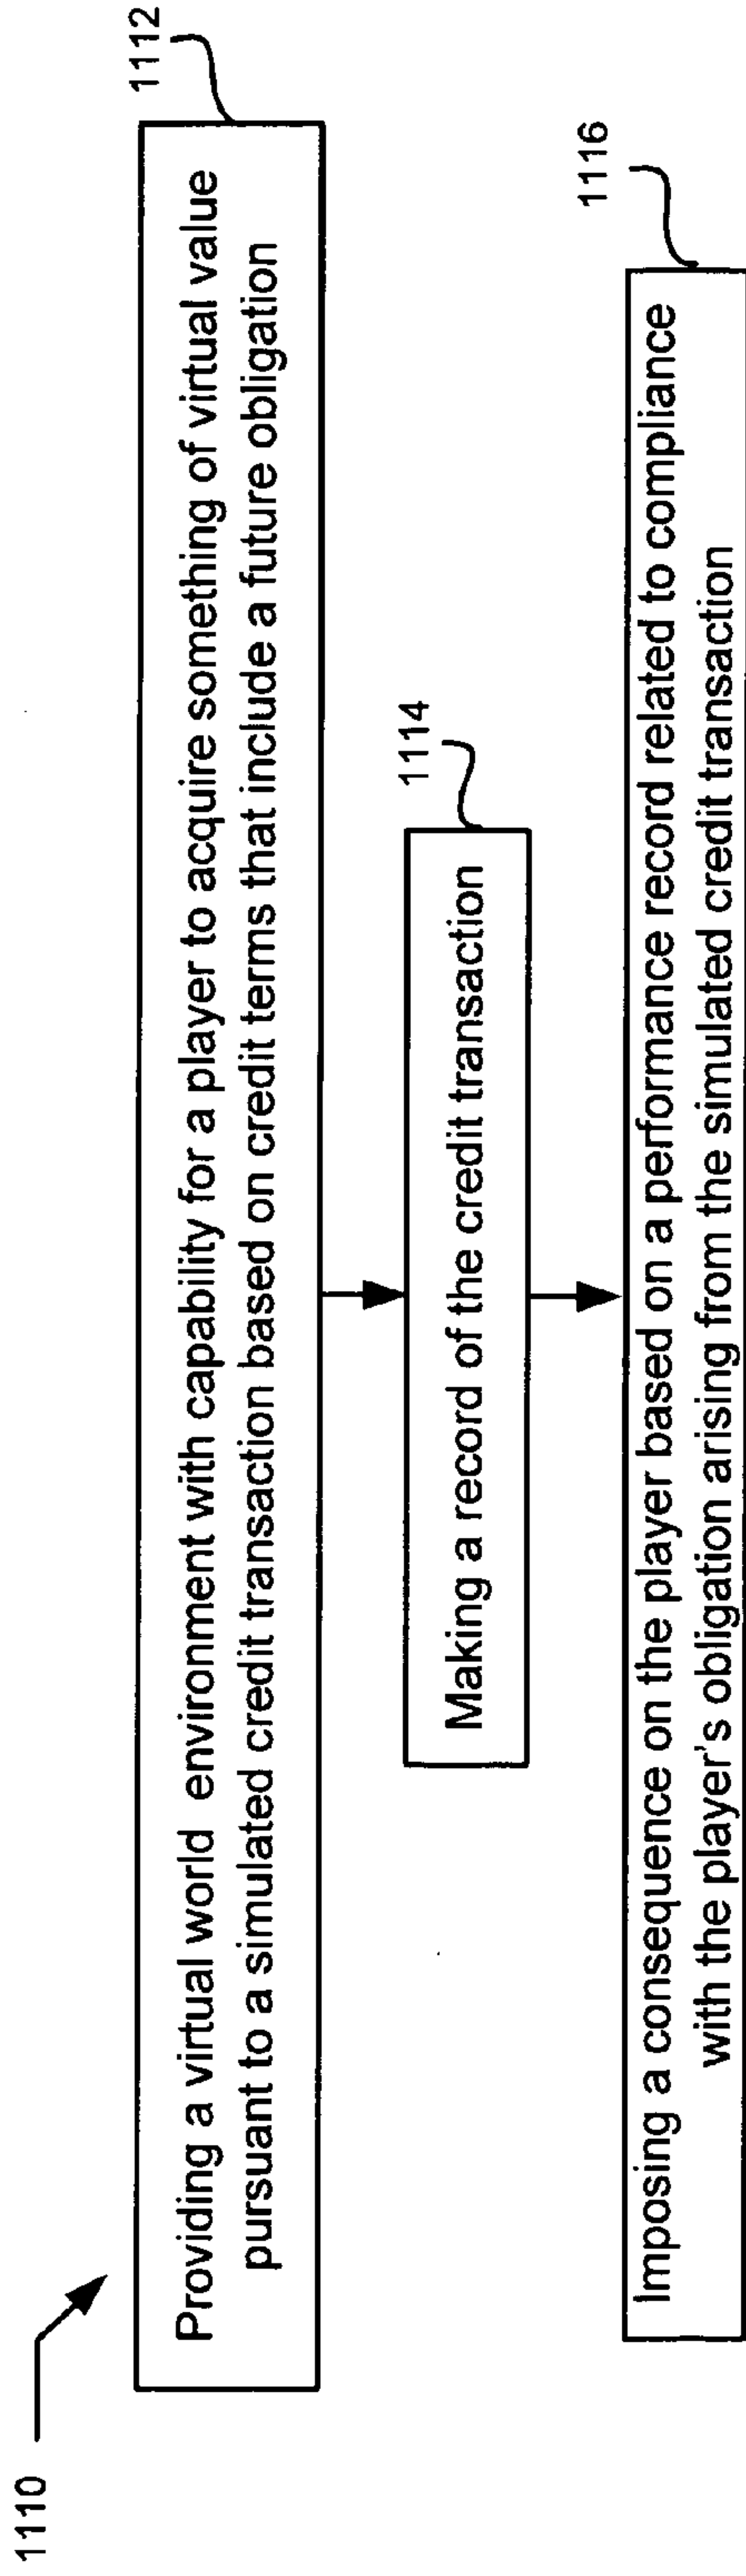 1110
1112
Providing a virtual world environment with capability for a player to acquire something of virtual value
pursuant to a simulated credit transaction based on credit terms that include a future obligation
1114
Making a record of the credit transaction
1116
Imposing a consequence on the player based on a performance record related to compliance
with the player's obligation arising from the simulated credit transaction